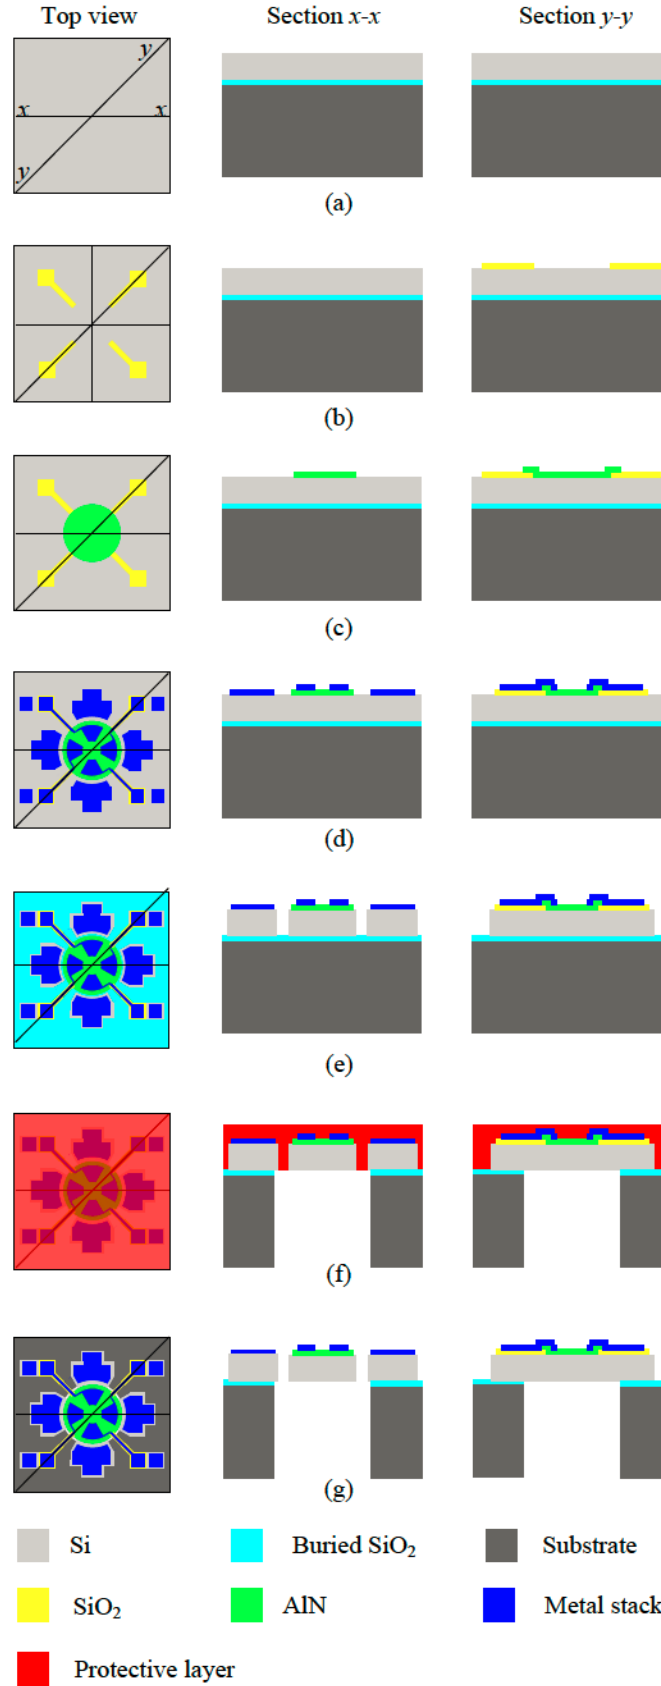 Top view Section x-x Section y-y
y
x x
y
(a)
(b)
(c)
(d)
(e)
(f)
(g)
Si Buried SiO₂ Substrate
SiO₂ AlN Metal stack
Protective layer